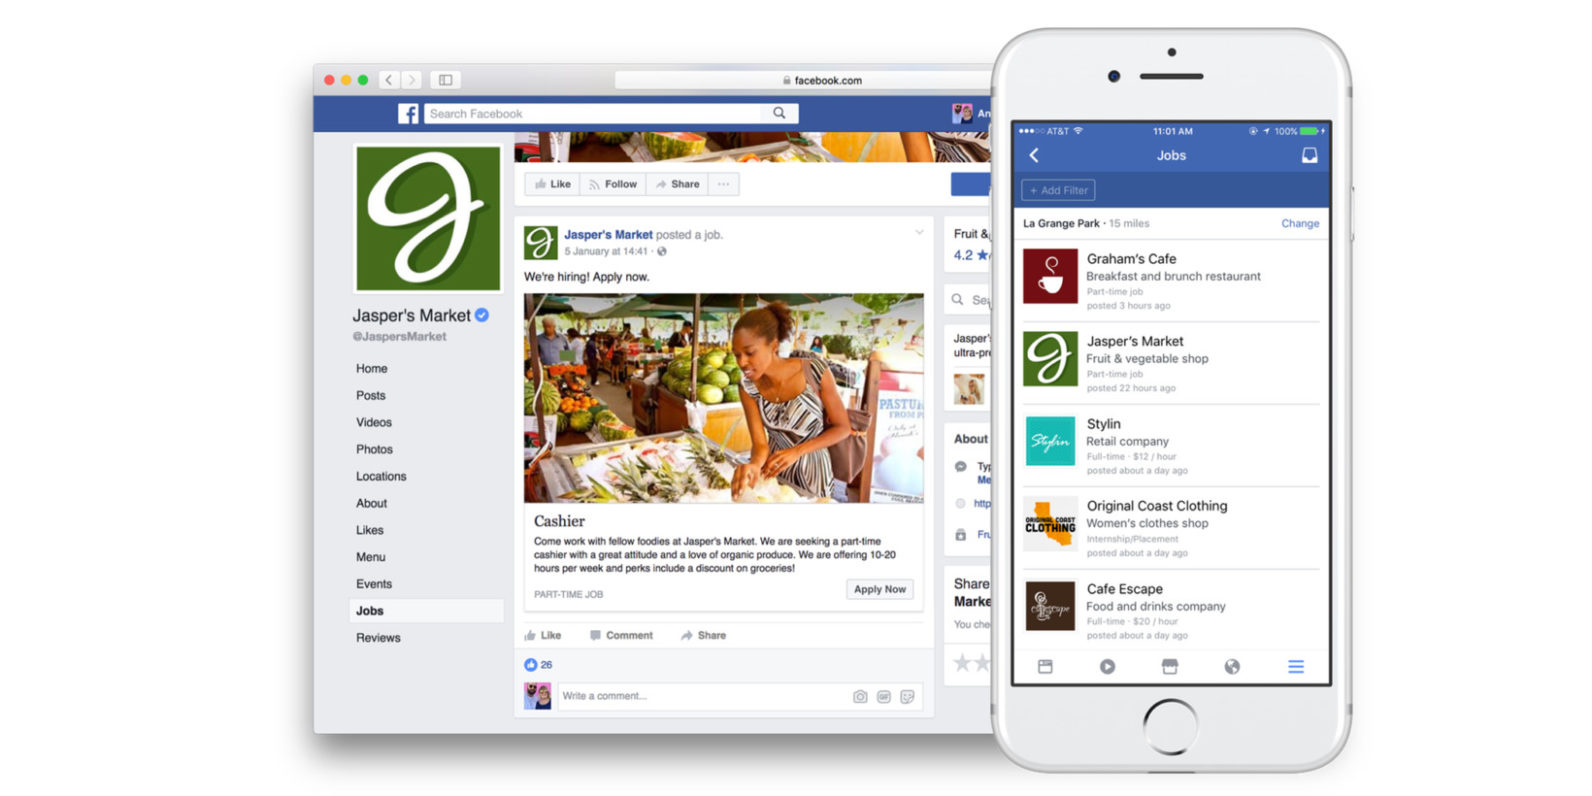 facebook.com
f
Search Facebook
An
Like Follow Share
Jasper's Market
@JaspersMarket
Home
Posts
Videos
Photos
Locations
About
Likes
Menu
Events
Jobs
Reviews
Jasper's Market posted a job.
5 January at 14:41 ·
We're hiring! Apply now.
PASTU
FROM
Cashier
Come work with fellow foodies at Jasper's Market. We are seeking a part-time
cashier with a great attitude and a love of organic produce. We are offering 10-20
hours per week and perks include a discount on groceries!
PART-TIME JOB
Apply Now
Like Comment Share
26
Write a comment...
GIF
Fruit &
4.2 ★
Sea
Jasper's
ultra-pr
About
Typ
Me
http
Fru
Share
Marke
You che
AT&T 11:01 AM 100%
Jobs
+ Add Filter
La Grange Park · 15 miles Change
Graham's Cafe
Breakfast and brunch restaurant
Part-time job
posted 3 hours ago
Jasper's Market
Fruit & vegetable shop
Part-time job
posted 22 hours ago
Stylin
Stylin
Retail company
Full-time · $12 / hour
posted about a day ago
ORIGINAL COAST
CLOTHING
Original Coast Clothing
Women's clothes shop
Internship/Placement
posted about a day ago
Cafe Escape
Food and drinks company
Full-time · $20 / hour
posted about a day ago